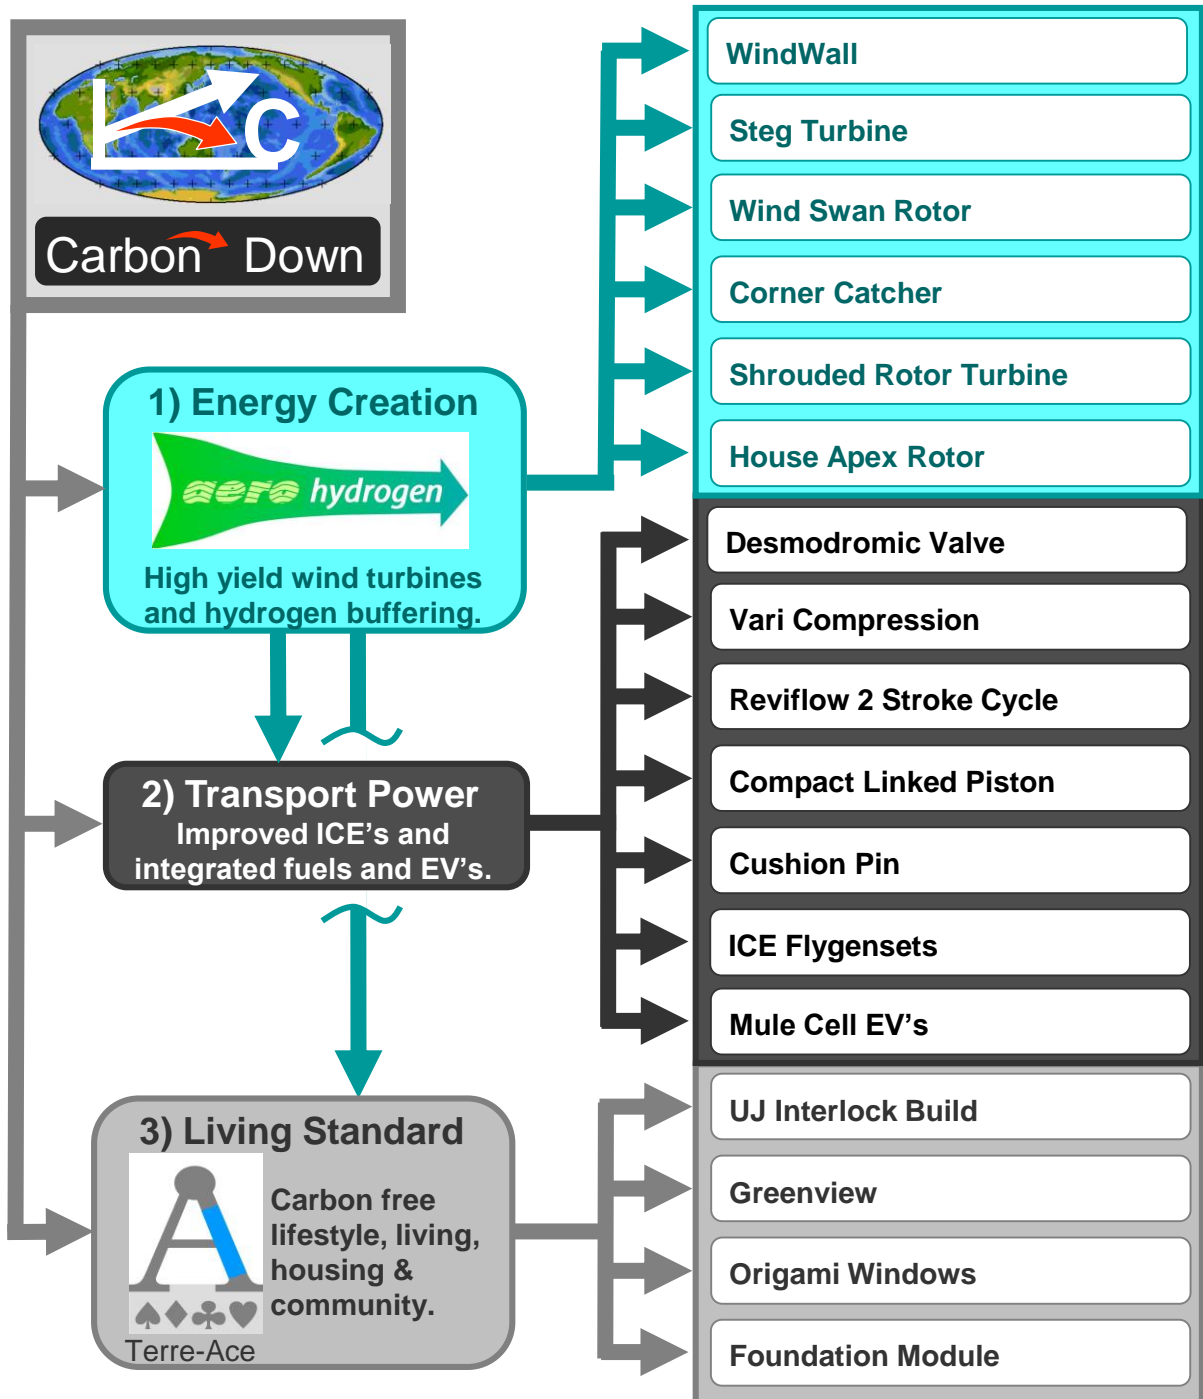 C
Carbon Down
1) Energy Creation
aero hydrogen
High yield wind turbines
and hydrogen buffering.
2) Transport Power
Improved ICE's and
integrated fuels and EV's.
3) Living Standard
Carbon free
lifestyle, living,
housing &
community.
Terre-Ace
WindWall
Steg Turbine
Wind Swan Rotor
Corner Catcher
Shrouded Rotor Turbine
House Apex Rotor
Desmodromic Valve
Vari Compression
Reviflow 2 Stroke Cycle
Compact Linked Piston
Cushion Pin
ICE Flygensets
Mule Cell EV’s
UJ Interlock Build
Greenview
Origami Windows
Foundation Module